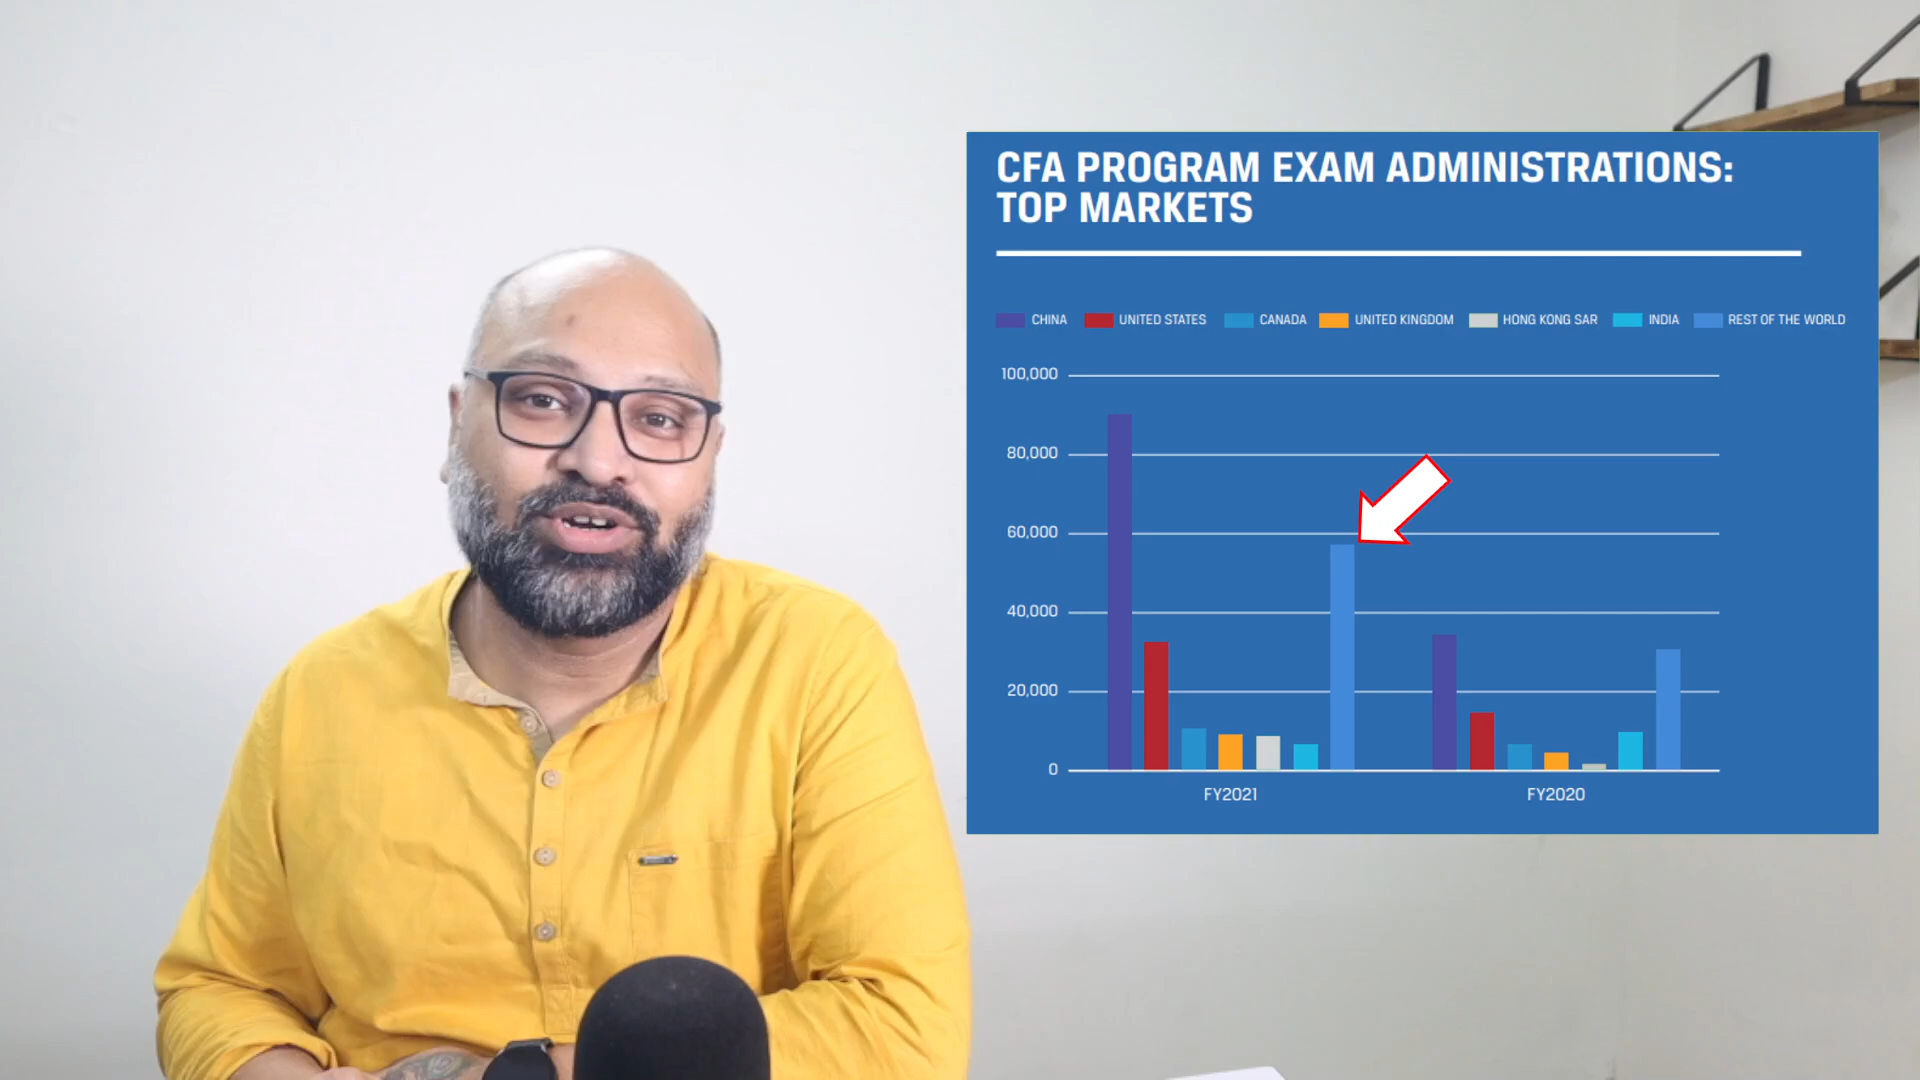 CFA PROGRAM EXAM ADMINISTRATIONS:
TOP MARKETS
CHINA UNITED STATES CANADA UNITED KINGDOM HONG KONG SAR INDIA REST OF THE WORLD
100,000
80,000
60,000
40,000
20,000
0
FY2021 FY2020